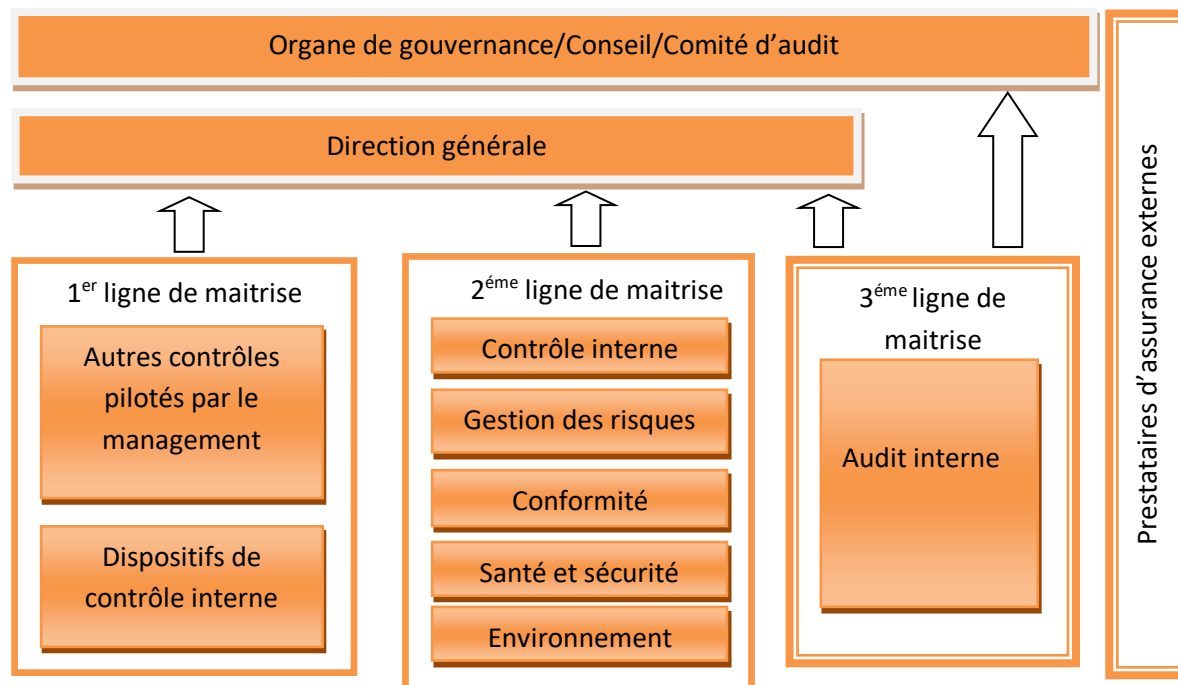 Organe de gouvernance/Conseil/Comité d'audit
Direction générale
1er ligne de maitrise
Autres contrôles
pilotés par le
management
Dispositifs de
contrôle interne
2éme ligne de maitrise
Contrôle interne
Gestion des risques
Conformité
Santé et sécurité
Environnement
3éme ligne de
maitrise
Audit interne
Prestataires d'assurance externes